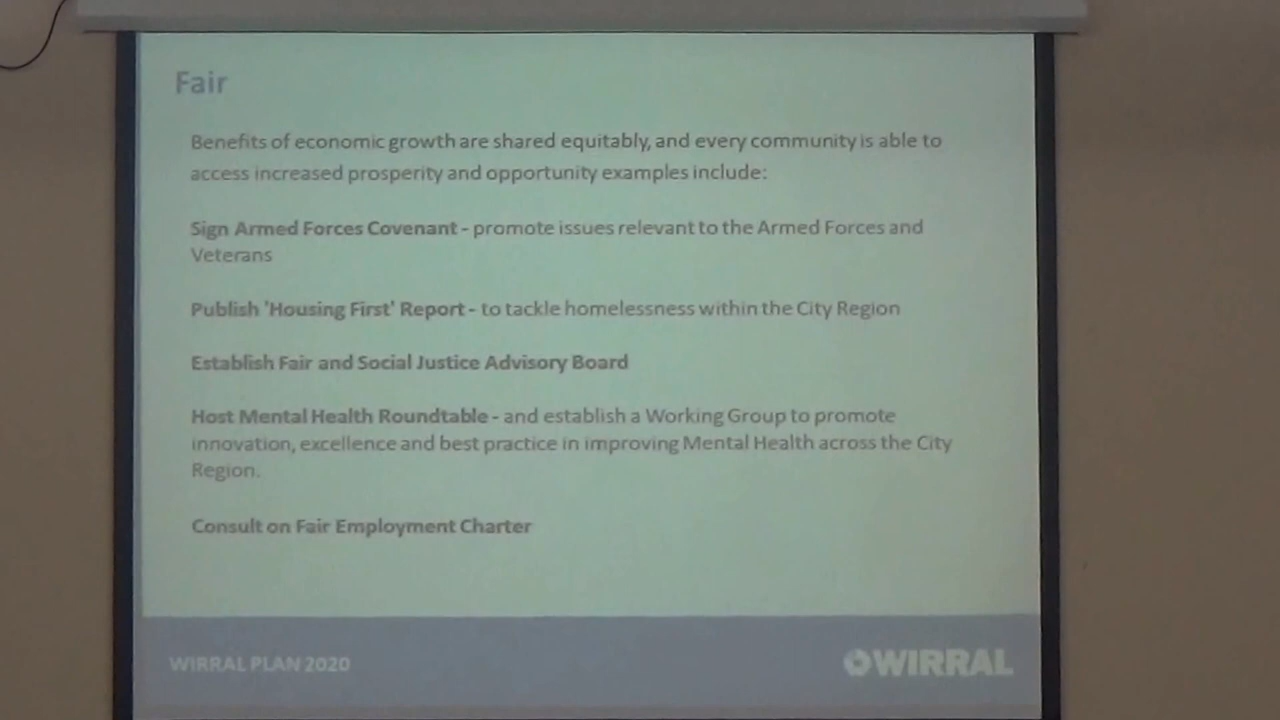 Fair
Benefits of economic growth are shared equitably, and every community is able to
access increased prosperity and opportunity examples include:
Sign Armed Forces Covenant - promote issues relevant to the Armed Forces and
Veterans
Publish 'Housing First' Report - to tackle homelessness within the City Region
Establish Fair and Social Justice Advisory Board
Host Mental Health Roundtable - and establish a Working Group to promote
innovation, excellence and best practice in improving Mental Health across the City
Region.
Consult on Fair Employment Charter
WIRRAL PLAN 2020
WIRRAL